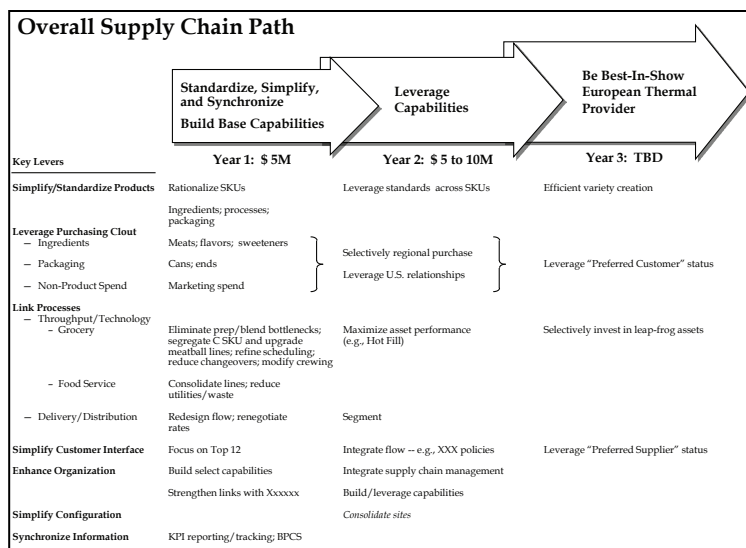 Overall Supply Chain Path
Standardize, Simplify,
and Synchronize
Build Base Capabilities
Leverage
Capabilities
Be Best-In-Show
European Thermal
Provider
Key Levers
Year 1: $ 5M
Year 2: $ 5 to 10M
Year 3: TBD
Simplify/Standardize Products
Rationalize SKUs
Leverage standards across SKUs
Efficient variety creation
Ingredients; processes;
packaging
Leverage Purchasing Clout
– Ingredients
Meats; flavors; sweeteners
Selectively regional purchase
– Packaging
Cans; ends
Leverage "Preferred Customer" status
Leverage U.S. relationships
– Non-Product Spend
Marketing spend
Link Processes
– Throughput/Technology
- Grocery
Eliminate prep/blend bottlenecks;
segregate C SKU and upgrade
meatball lines; refine scheduling;
reduce changeovers; modify crewing
Maximize asset performance
(e.g., Hot Fill)
Selectively invest in leap-frog assets
- Food Service
Consolidate lines; reduce
utilities/waste
– Delivery/Distribution
Redesign flow; renegotiate
rates
Segment
Simplify Customer Interface
Focus on Top 12
Integrate flow -- e.g., XXX policies
Leverage "Preferred Supplier" status
Enhance Organization
Build select capabilities
Integrate supply chain management
Strengthen links with Xxxxxx
Build/leverage capabilities
Simplify Configuration
Consolidate sites
Synchronize Information
KPI reporting/tracking; BPCS